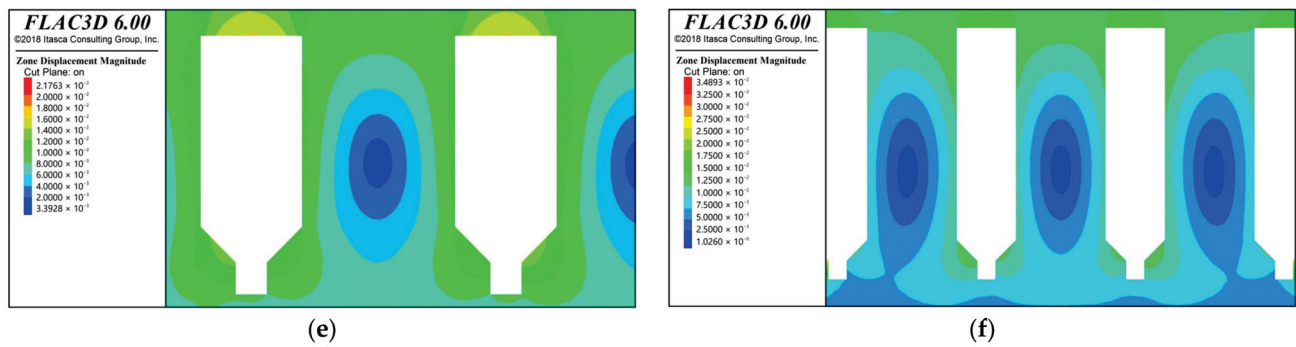 FLAC3D 6.00
©2018 Itasca Consulting Group, Inc.
Zone Displacement Magnitude
Cut Plane: on
2.1763 × 10⁻²
2.0000 × 10⁻²
1.8000 × 10⁻²
1.6000 × 10⁻²
1.4000 × 10⁻²
1.2000 × 10⁻²
1.0000 × 10⁻²
8.0000 × 10⁻³
6.0000 × 10⁻³
4.0000 × 10⁻³
2.0000 × 10⁻³
3.3928 × 10⁻⁵
(e)
FLAC3D 6.00
©2018 Itasca Consulting Group, Inc.
Zone Displacement Magnitude
Cut Plane: on
3.4893 × 10⁻²
3.2500 × 10⁻²
3.0000 × 10⁻²
2.7500 × 10⁻²
2.5000 × 10⁻²
2.2500 × 10⁻²
2.0000 × 10⁻²
1.7500 × 10⁻²
1.5000 × 10⁻²
1.2500 × 10⁻²
1.0000 × 10⁻²
7.5000 × 10⁻³
5.0000 × 10⁻³
2.5000 × 10⁻³
1.0260 × 10⁻⁶
(f)